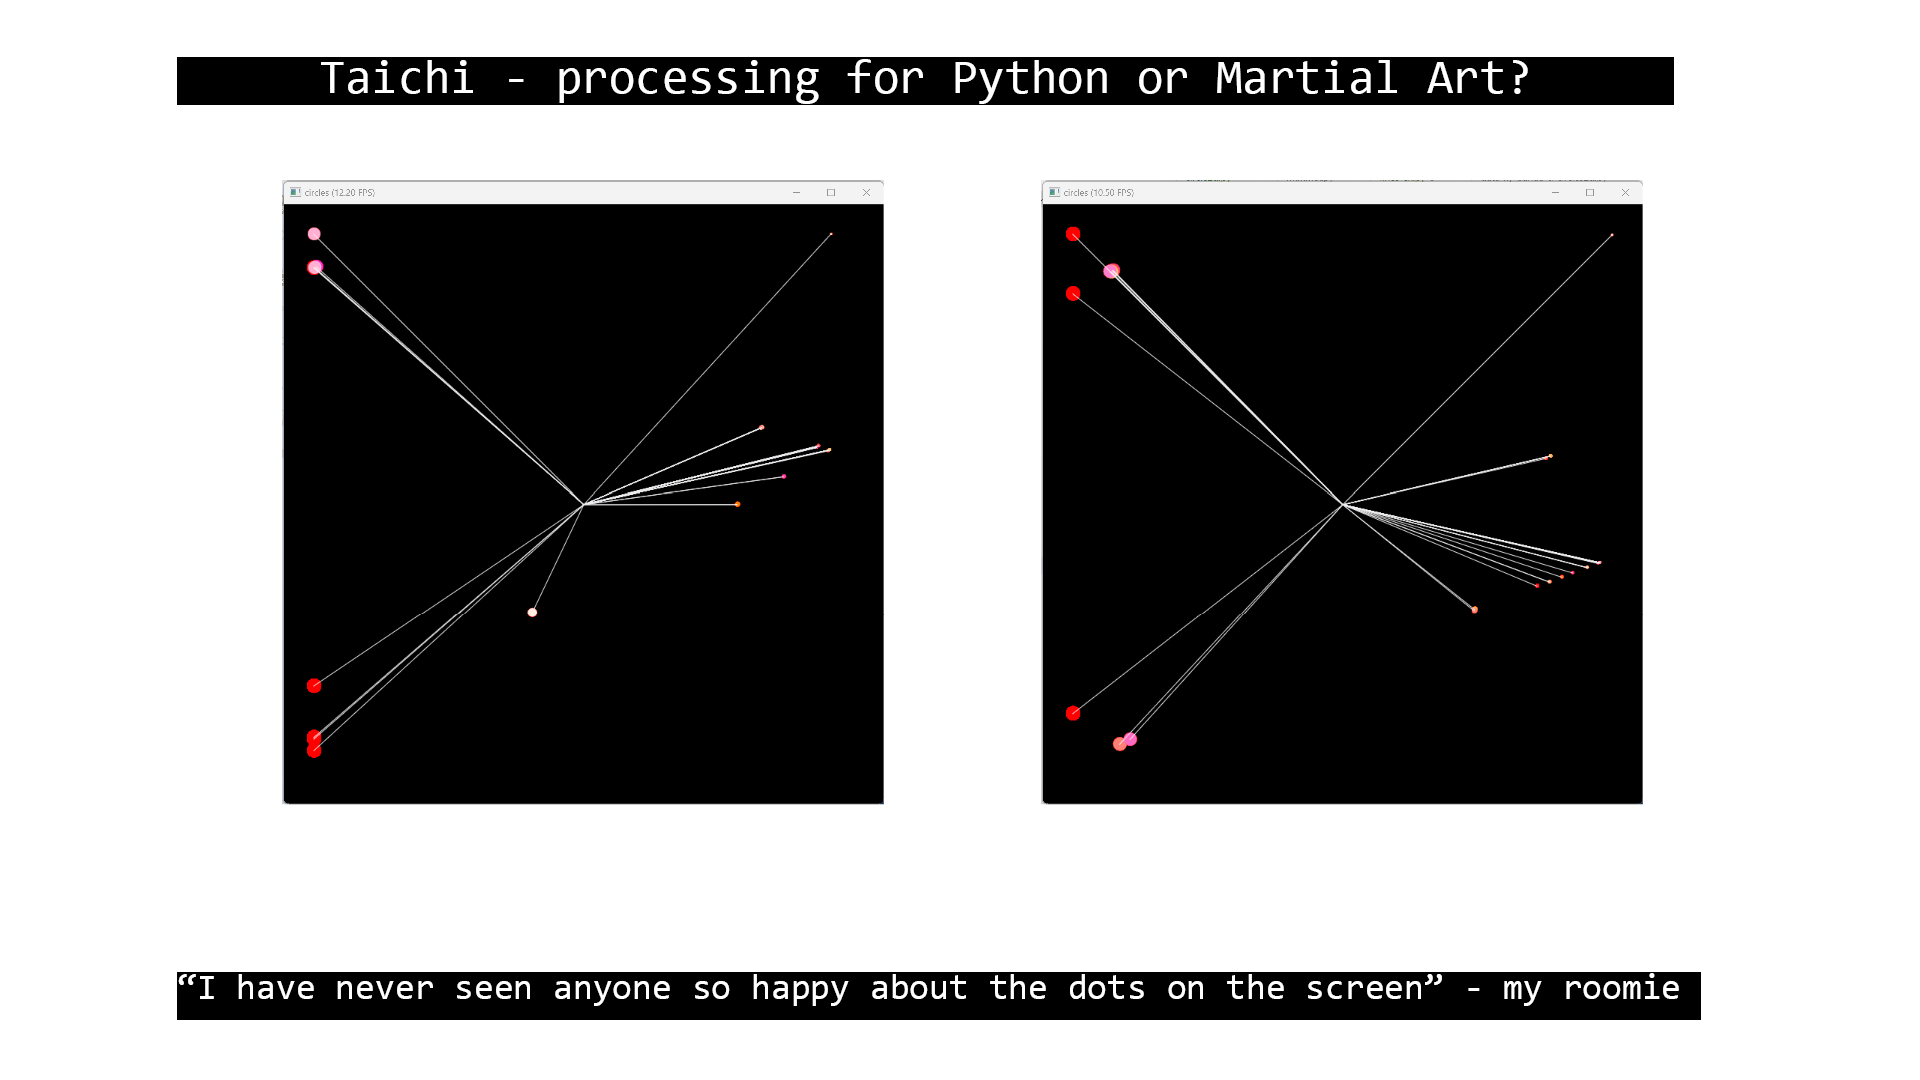 Taichi - processing for Python or Martial Art?
circles (12.20 FPS)
circles (10.50 FPS)
“I have never seen anyone so happy about the dots on the screen” - my roomie